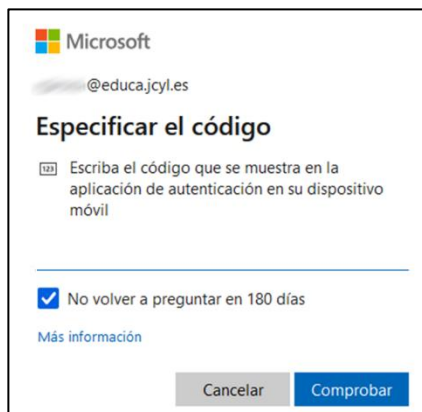 Microsoft
@educa.jcyl.es
Especificar el código
123
Escriba el código que se muestra en la
aplicación de autenticación en su dispositivo
móvil
No volver a preguntar en 180 días
Más información
Cancelar
Comprobar